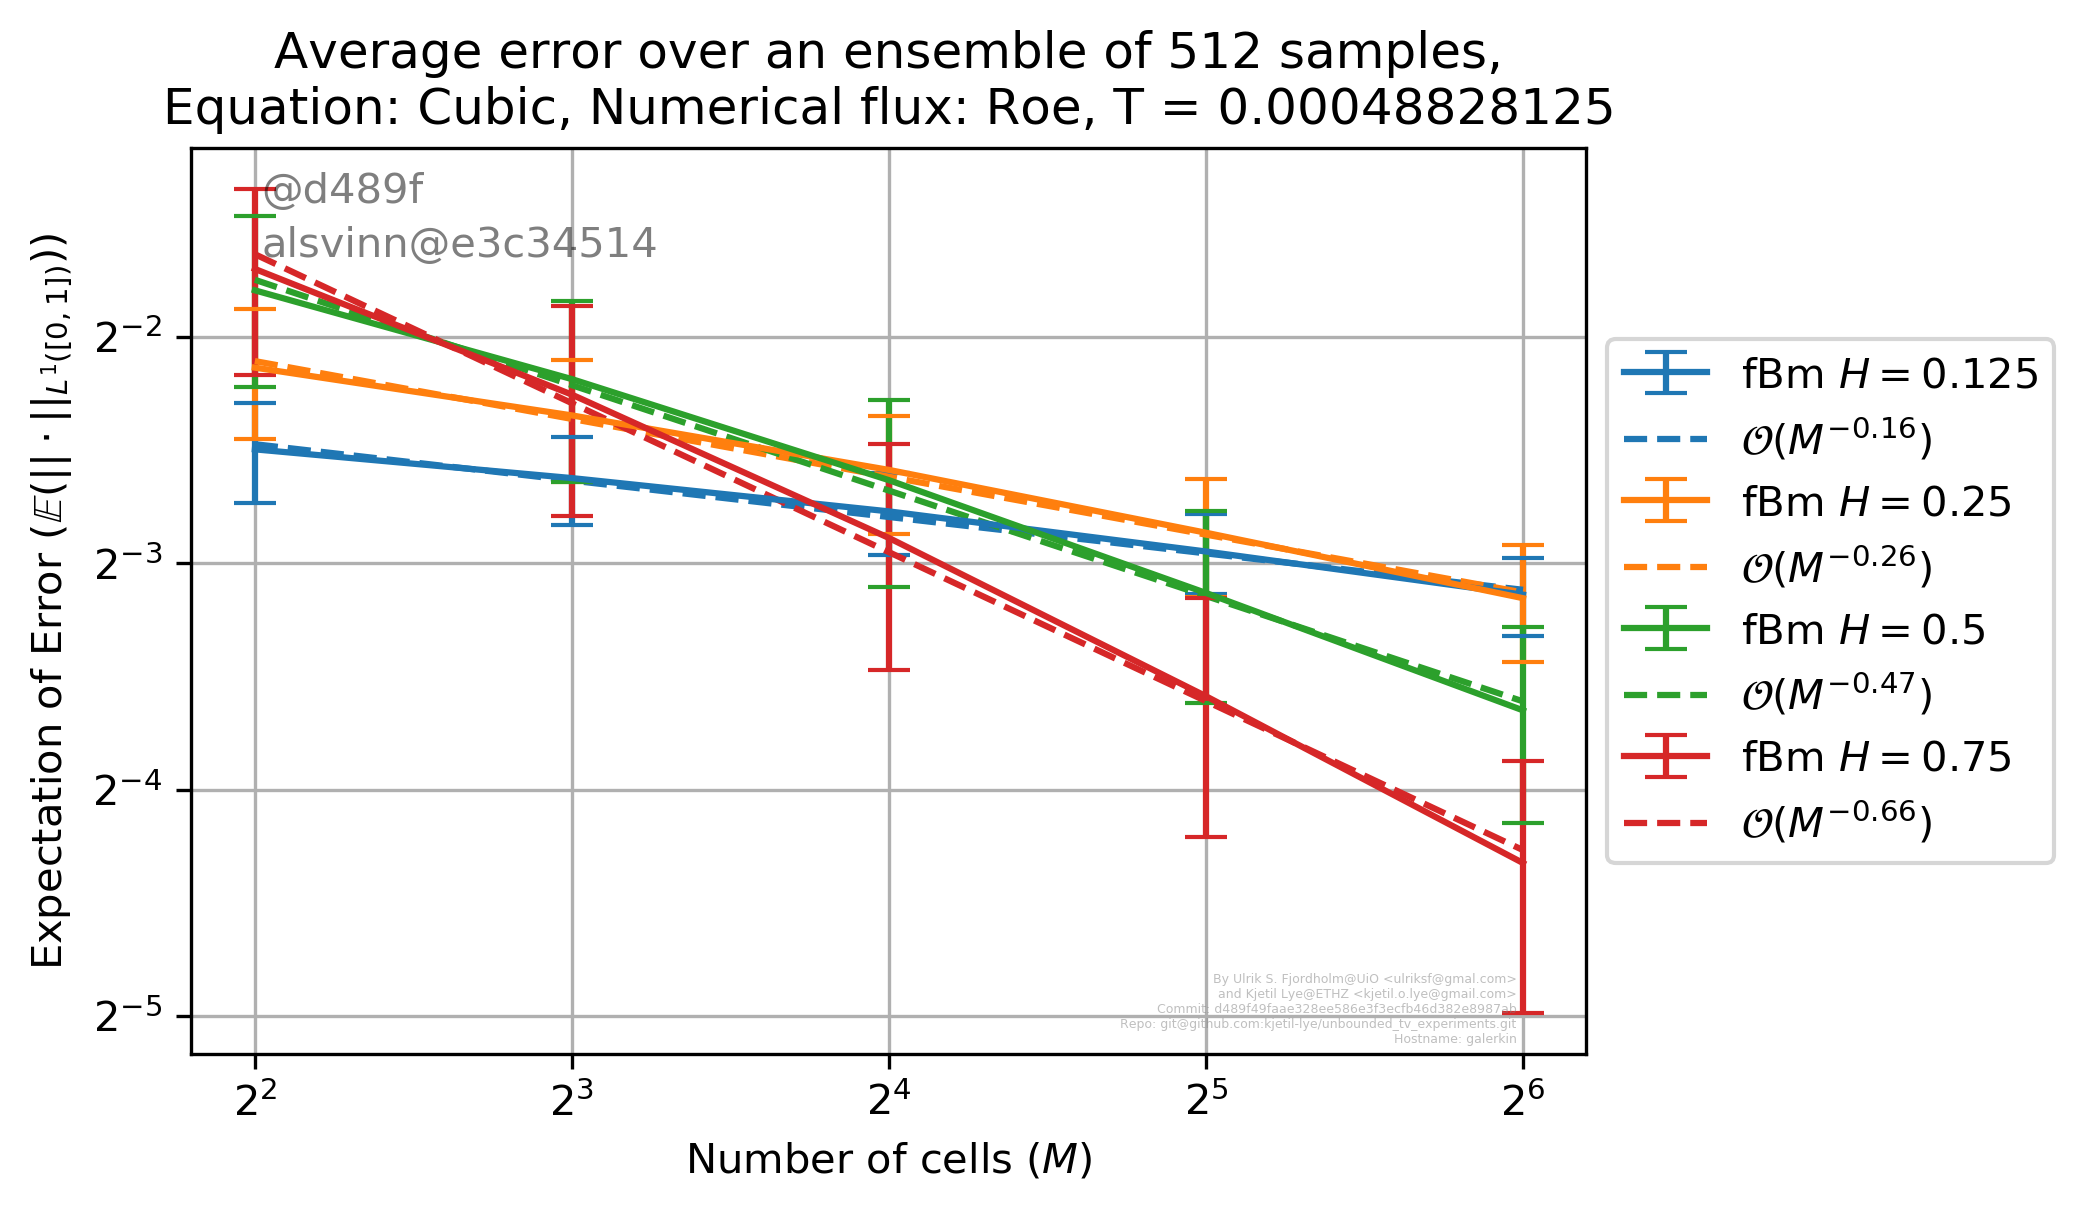 Average error over an ensemble of 512 samples,
Equation: Cubic, Numerical flux: Roe, T = 0.00048828125
@d489f
alsvinn@e3c34514
Expectation of Error (𝔼(||·||_{L^1([0,1])}))
2^{-2}
2^{-3}
2^{-4}
2^{-5}
2^2
2^3
2^4
2^5
2^6
Number of cells (M)
fBm H = 0.125
𝒪(M^{-0.16})
fBm H = 0.25
𝒪(M^{-0.26})
fBm H = 0.5
𝒪(M^{-0.47})
fBm H = 0.75
𝒪(M^{-0.66})
By Ulrik S. Fjordholm@UiO <ulriksf@gmal.com>
and Kjetil Lye@ETHZ <kjetil.o.lye@gmail.com>
Commit: d489f49faae328ee586e3f3ecfb46d382e8987ab
Repo: git@github.com:kjetil-lye/unbounded_tv_experiments.git
Hostname: galerkin